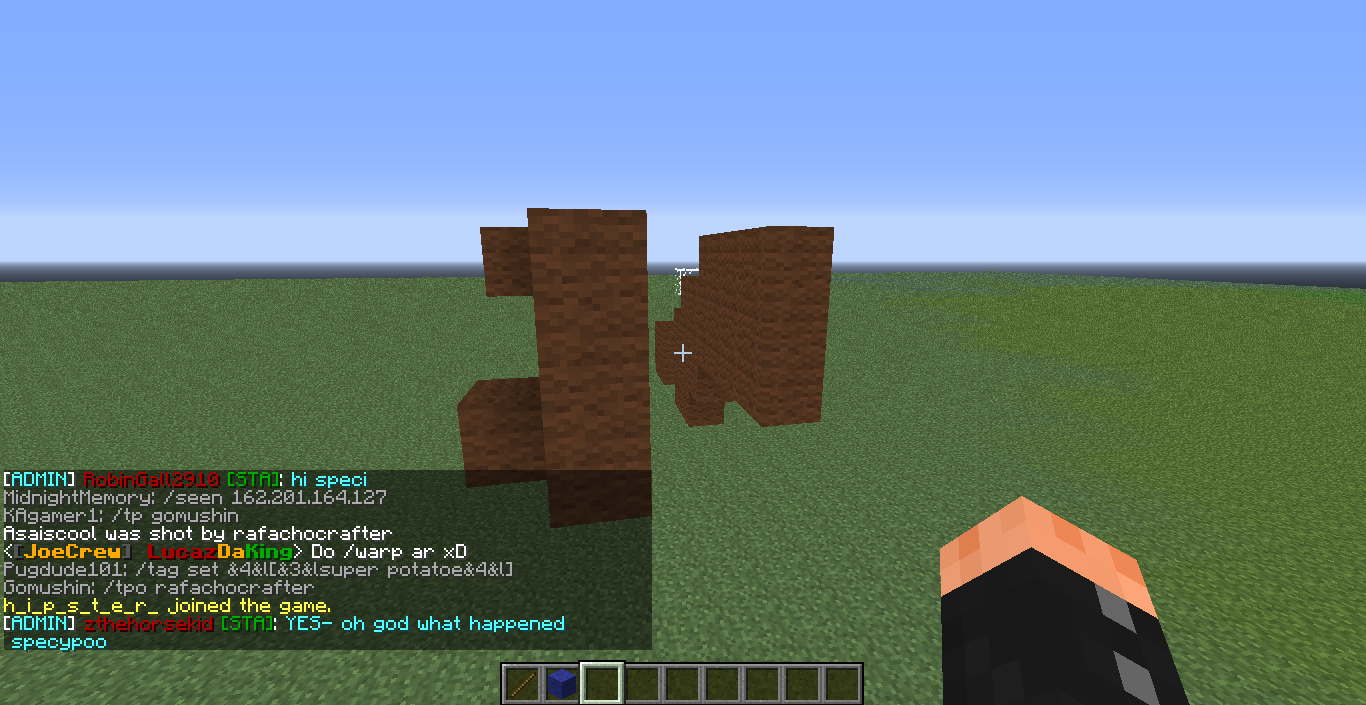 [ADMIN] RobinGall2910 [STA]: hi speci
MidnightMemory: /seen 162.201.164.127
KAgamer1: /tp gomushin
Asaiscool was shot by rafachocrafter
<[JoeCrew] LucazDaKing> Do /warp ar xD
Pugdude101: /tag set &4&l[&3&lsuper potatoe&4&l]
Gomushin: /tpo rafachocrafter
h_i_p_s_t_e_r_ joined the game.
[ADMIN] zthehorsekid [STA]: YES- oh god what happened
specypoo